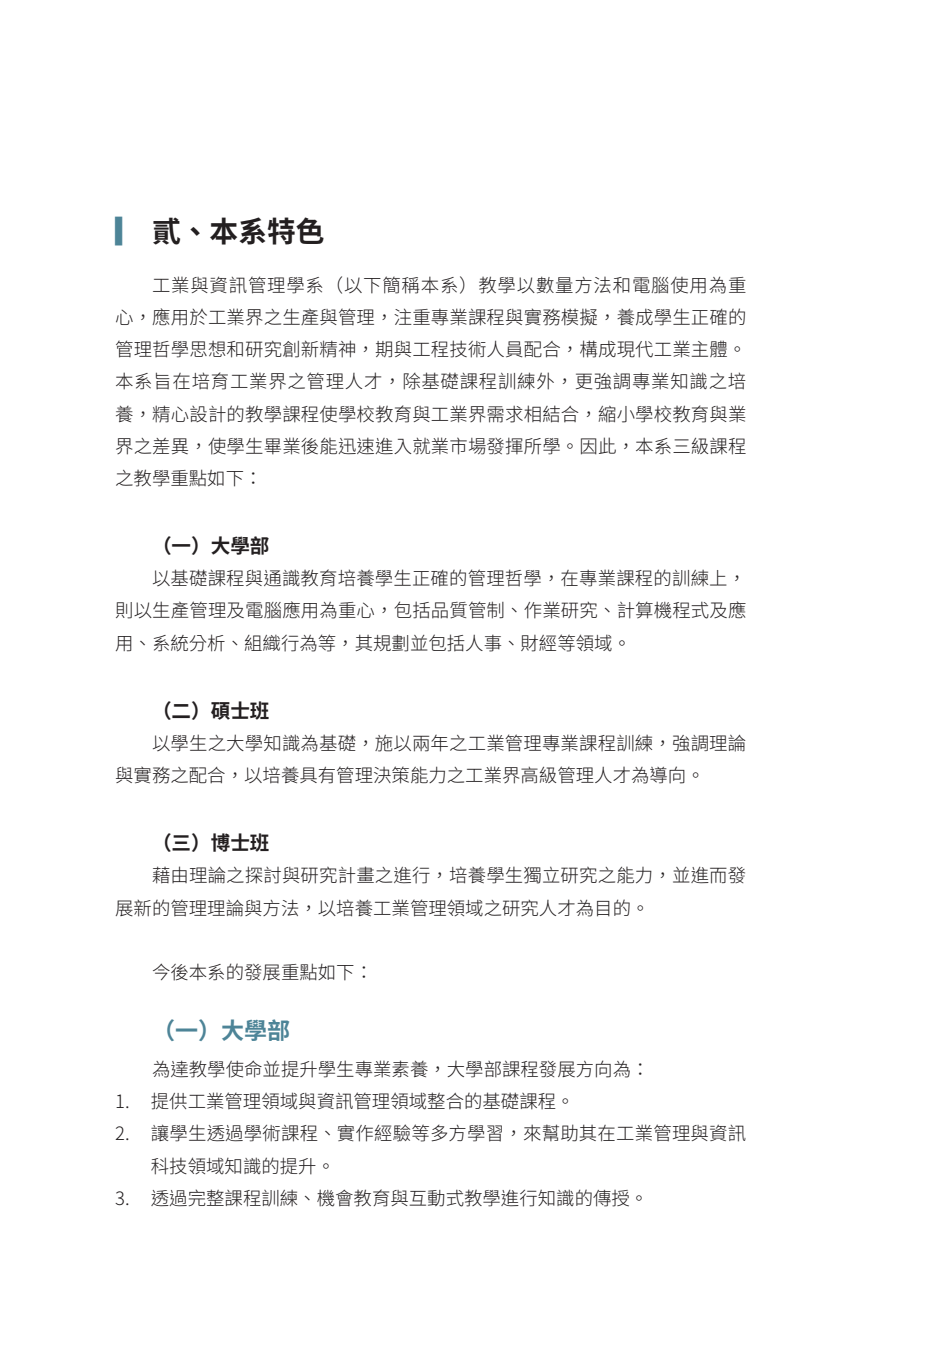 貳、本系特色
工業與資訊管理學系（以下簡稱本系）教學以數量方法和電腦使用為重
心，應用於工業界之生產與管理，注重專業課程與實務模擬，養成學生正確的
管理哲學思想和研究創新精神，期與工程技術人員配合，構成現代工業主體。
本系旨在培育工業界之管理人才，除基礎課程訓練外，更強調專業知識之培
養，精心設計的教學課程使學校教育與工業界需求相結合，縮小學校教育與業
界之差異，使學生畢業後能迅速進入就業市場發揮所學。因此，本系三級課程
之教學重點如下：
（一）大學部
以基礎課程與通識教育培養學生正確的管理哲學，在專業課程的訓練上，
則以生產管理及電腦應用為重心，包括品質管制、作業研究、計算機程式及應
用、系統分析、組織行為等，其規劃並包括人事、財經等領域。
（二）碩士班
以學生之大學知識為基礎，施以兩年之工業管理專業課程訓練，強調理論
與實務之配合，以培養具有管理決策能力之工業界高級管理人才為導向。
（三）博士班
藉由理論之探討與研究計畫之進行，培養學生獨立研究之能力，並進而發
展新的管理理論與方法，以培養工業管理領域之研究人才為目的。
今後本系的發展重點如下：
（一）大學部
為達教學使命並提升學生專業素養，大學部課程發展方向為：
1. 提供工業管理領域與資訊管理領域整合的基礎課程。
2. 讓學生透過學術課程、實作經驗等多方學習，來幫助其在工業管理與資訊
科技領域知識的提升。
3. 透過完整課程訓練、機會教育與互動式教學進行知識的傳授。